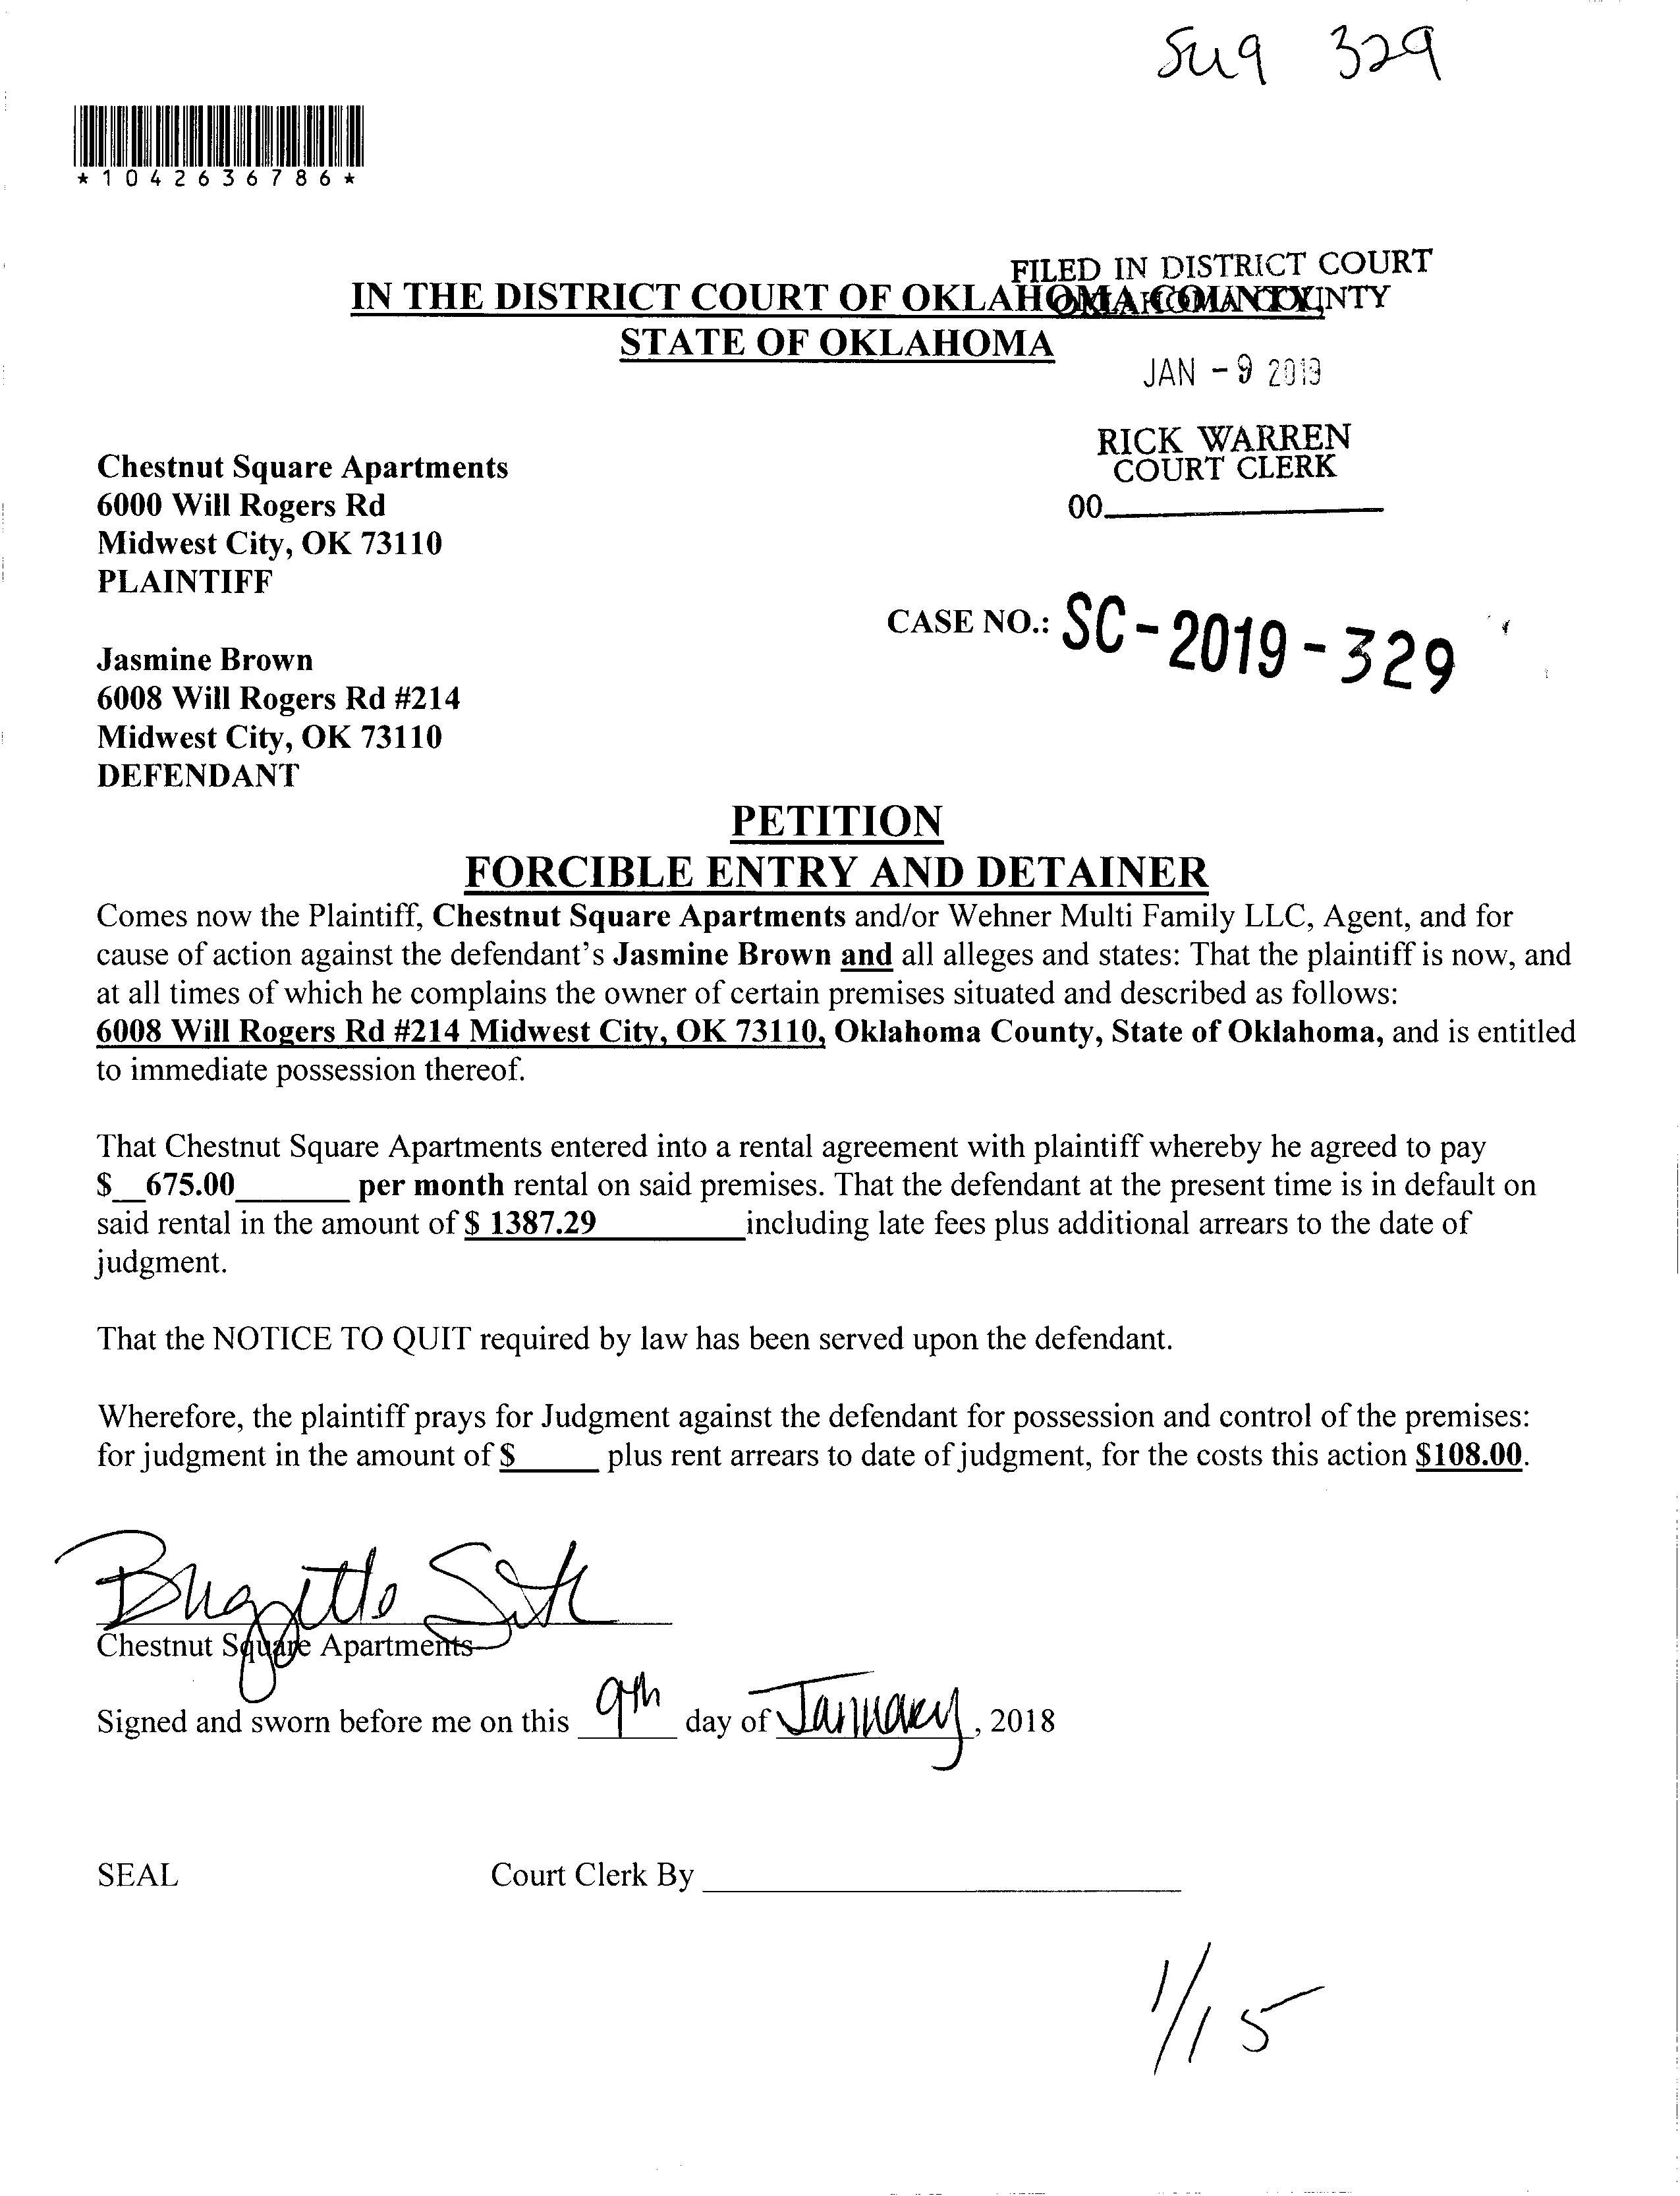 Sug 329
*1042636786*
FILED IN DISTRICT COURT
OKLAHOMA COUNTY
IN THE DISTRICT COURT OF OKLAHOMA COUNTY,
STATE OF OKLAHOMA
JAN - 9 2019
RICK WARREN
COURT CLERK
00
Chestnut Square Apartments
6000 Will Rogers Rd
Midwest City, OK 73110
PLAINTIFF
CASE NO.: SC-2019-329
Jasmine Brown
6008 Will Rogers Rd #214
Midwest City, OK 73110
DEFENDANT
PETITION
FORCIBLE ENTRY AND DETAINER
Comes now the Plaintiff, Chestnut Square Apartments and/or Wehner Multi Family LLC, Agent, and for
cause of action against the defendant's Jasmine Brown and all alleges and states: That the plaintiff is now, and
at all times of which he complains the owner of certain premises situated and described as follows:
6008 Will Rogers Rd #214 Midwest City, OK 73110, Oklahoma County, State of Oklahoma, and is entitled
to immediate possession thereof.
That Chestnut Square Apartments entered into a rental agreement with plaintiff whereby he agreed to pay
$__675.00_______ per month rental on said premises. That the defendant at the present time is in default on
said rental in the amount of $ 1387.29 including late fees plus additional arrears to the date of
judgment.
That the NOTICE TO QUIT required by law has been served upon the defendant.
Wherefore, the plaintiff prays for Judgment against the defendant for possession and control of the premises:
for judgment in the amount of $_____ plus rent arrears to date of judgment, for the costs this action $108.00.
Chestnut Square Apartments
Signed and sworn before me on this 9th day of January, 2018
SEAL Court Clerk By
1/15